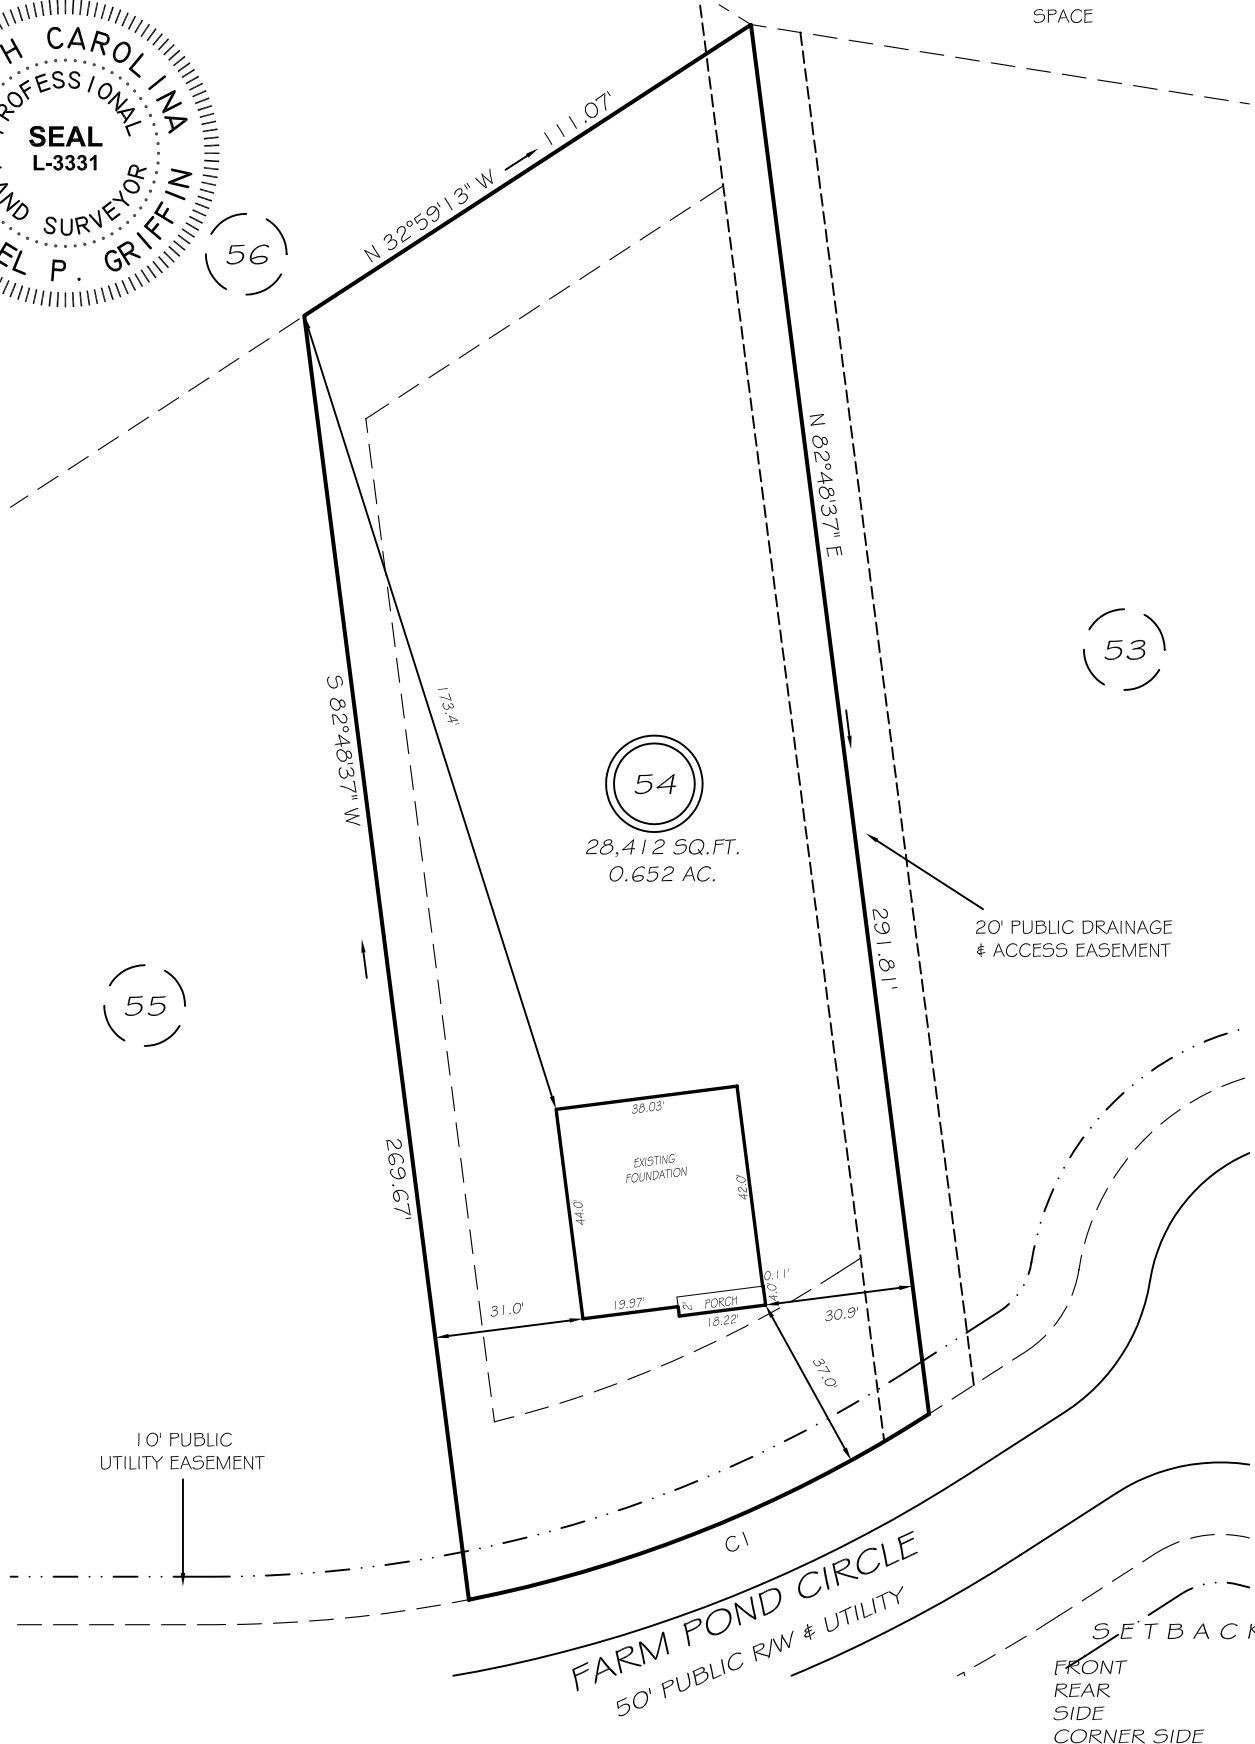 SPACE
H CAROLINA
ROFESSIONAL
SEAL
L-3331
AND SURVEYOR
EL P. GRIFFIN
56
N 32°59'13" W
111.07'
N 82°48'37" E
53
S 82°48'37" W
173.4'
54
28,412 SQ.FT.
0.652 AC.
20' PUBLIC DRAINAGE
& ACCESS EASEMENT
291.81'
55
269.67'
38.03'
EXISTING
FOUNDATION
44.0'
42.0'
0.11'
4.0'
31.0'
19.97'
2'
PORCH
18.22'
30.9'
37.0'
10' PUBLIC
UTILITY EASEMENT
C1
FARM POND CIRCLE
50' PUBLIC R/W & UTILITY
SETBACK
FRONT
REAR
SIDE
CORNER SIDE